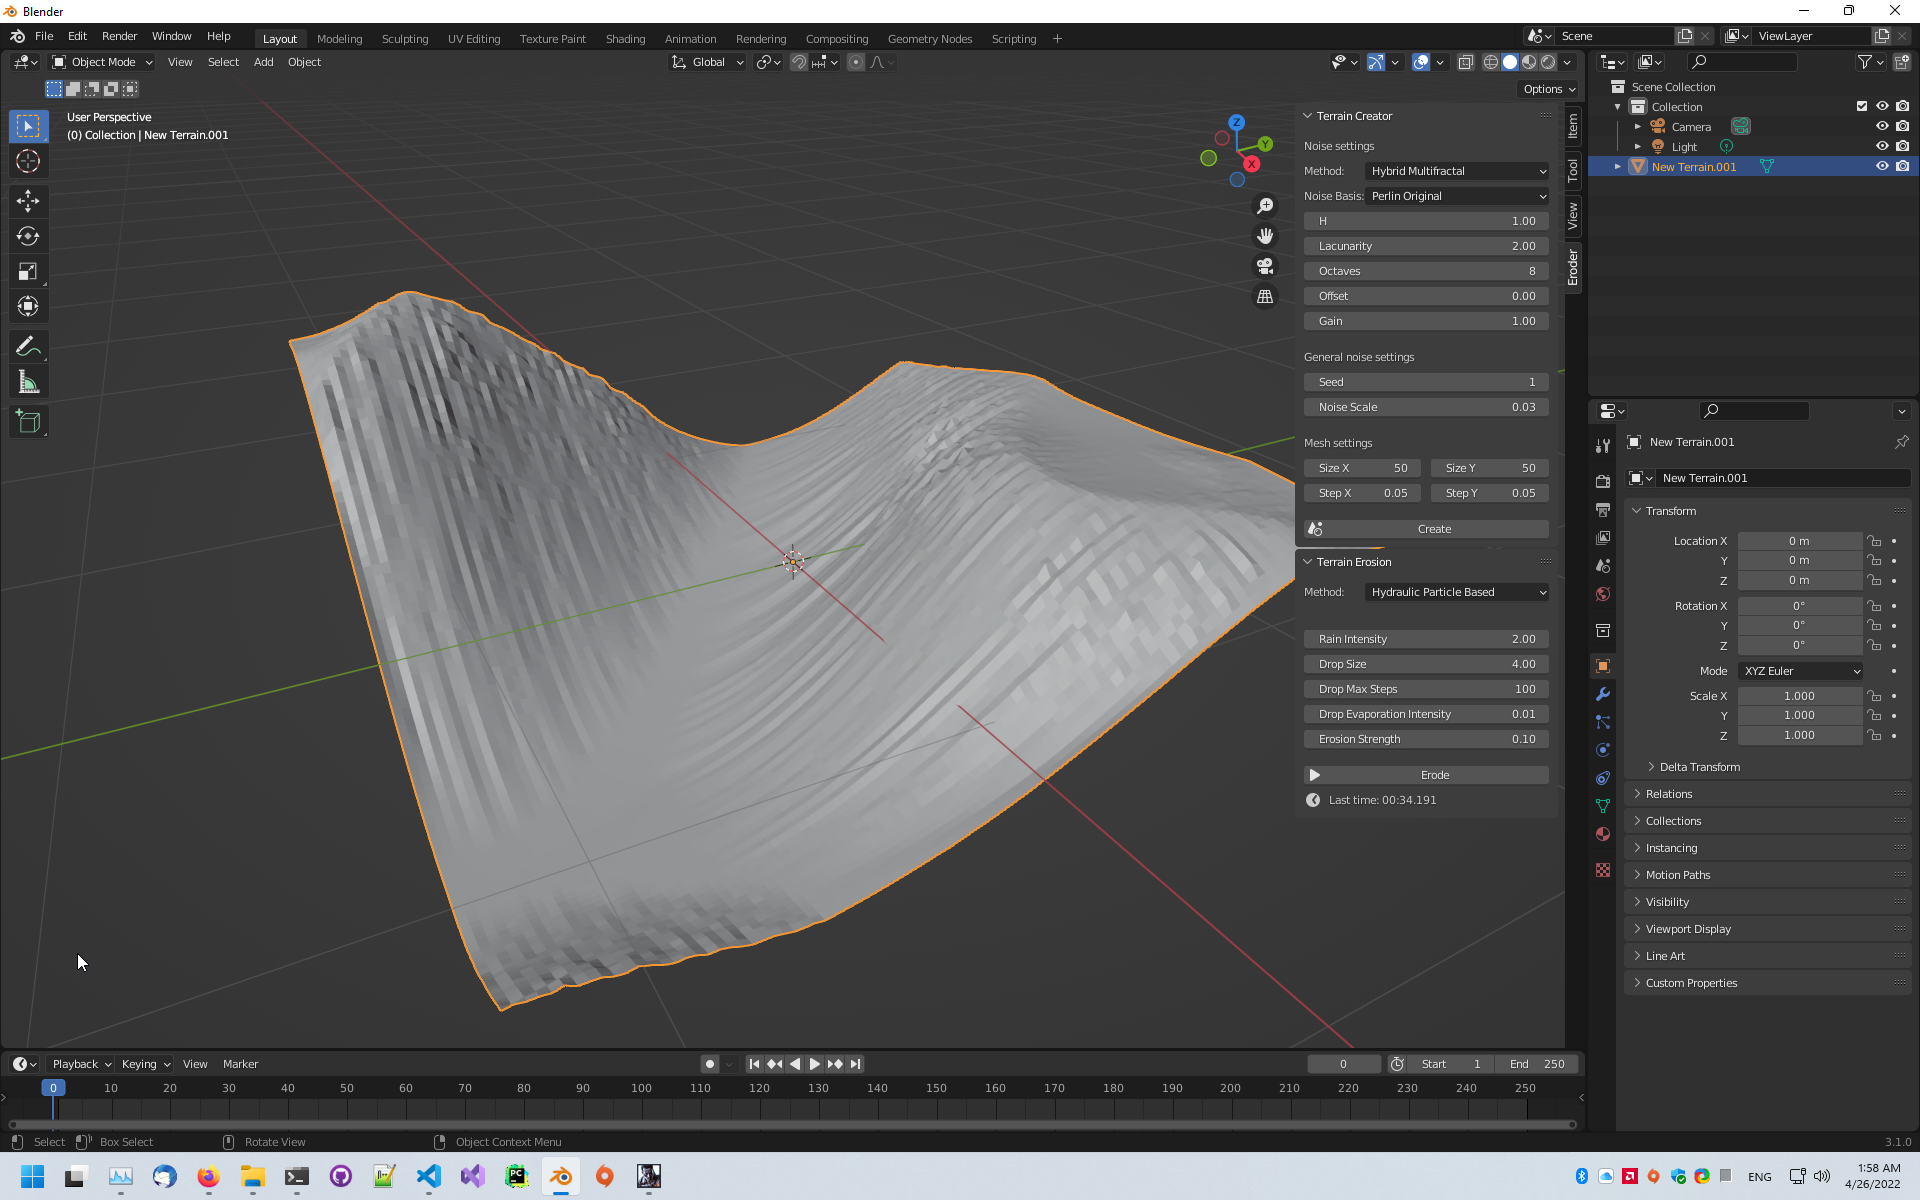 Blender
File Edit Render Window Help Layout Modeling Sculpting UV Editing Texture Paint Shading Animation Rendering Compositing Geometry Nodes Scripting + Scene ViewLayer
Object Mode View Select Add Object Global
Options
User Perspective
(0) Collection | New Terrain.001
Z
Y
X
Terrain Creator
Noise settings
Method: Hybrid Multifractal
Noise Basis: Perlin Original
H 1.00
Lacunarity 2.00
Octaves 8
Offset 0.00
Gain 1.00
General noise settings
Seed 1
Noise Scale 0.03
Mesh settings
Size X 50 Size Y 50
Step X 0.05 Step Y 0.05
Create
Terrain Erosion
Method: Hydraulic Particle Based
Rain Intensity 2.00
Drop Size 4.00
Drop Max Steps 100
Drop Evaporation Intensity 0.01
Erosion Strength 0.10
Erode
Last time: 00:34.191
Item
Tool
View
Eroder
Scene Collection
Collection
Camera
Light
New Terrain.001
New Terrain.001
New Terrain.001
Transform
Location X 0 m
Y 0 m
Z 0 m
Rotation X 0°
Y 0°
Z 0°
Mode XYZ Euler
Scale X 1.000
Y 1.000
Z 1.000
Delta Transform
Relations
Collections
Instancing
Motion Paths
Visibility
Viewport Display
Line Art
Custom Properties
Playback Keying View Marker 0 Start 1 End 250
0 10 20 30 40 50 60 70 80 90 100 110 120 130 140 150 160 170 180 190 200 210 220 230 240 250
Select Box Select Rotate View Object Context Menu 3.1.0
PC
ENG
1:58 AM
4/26/2022